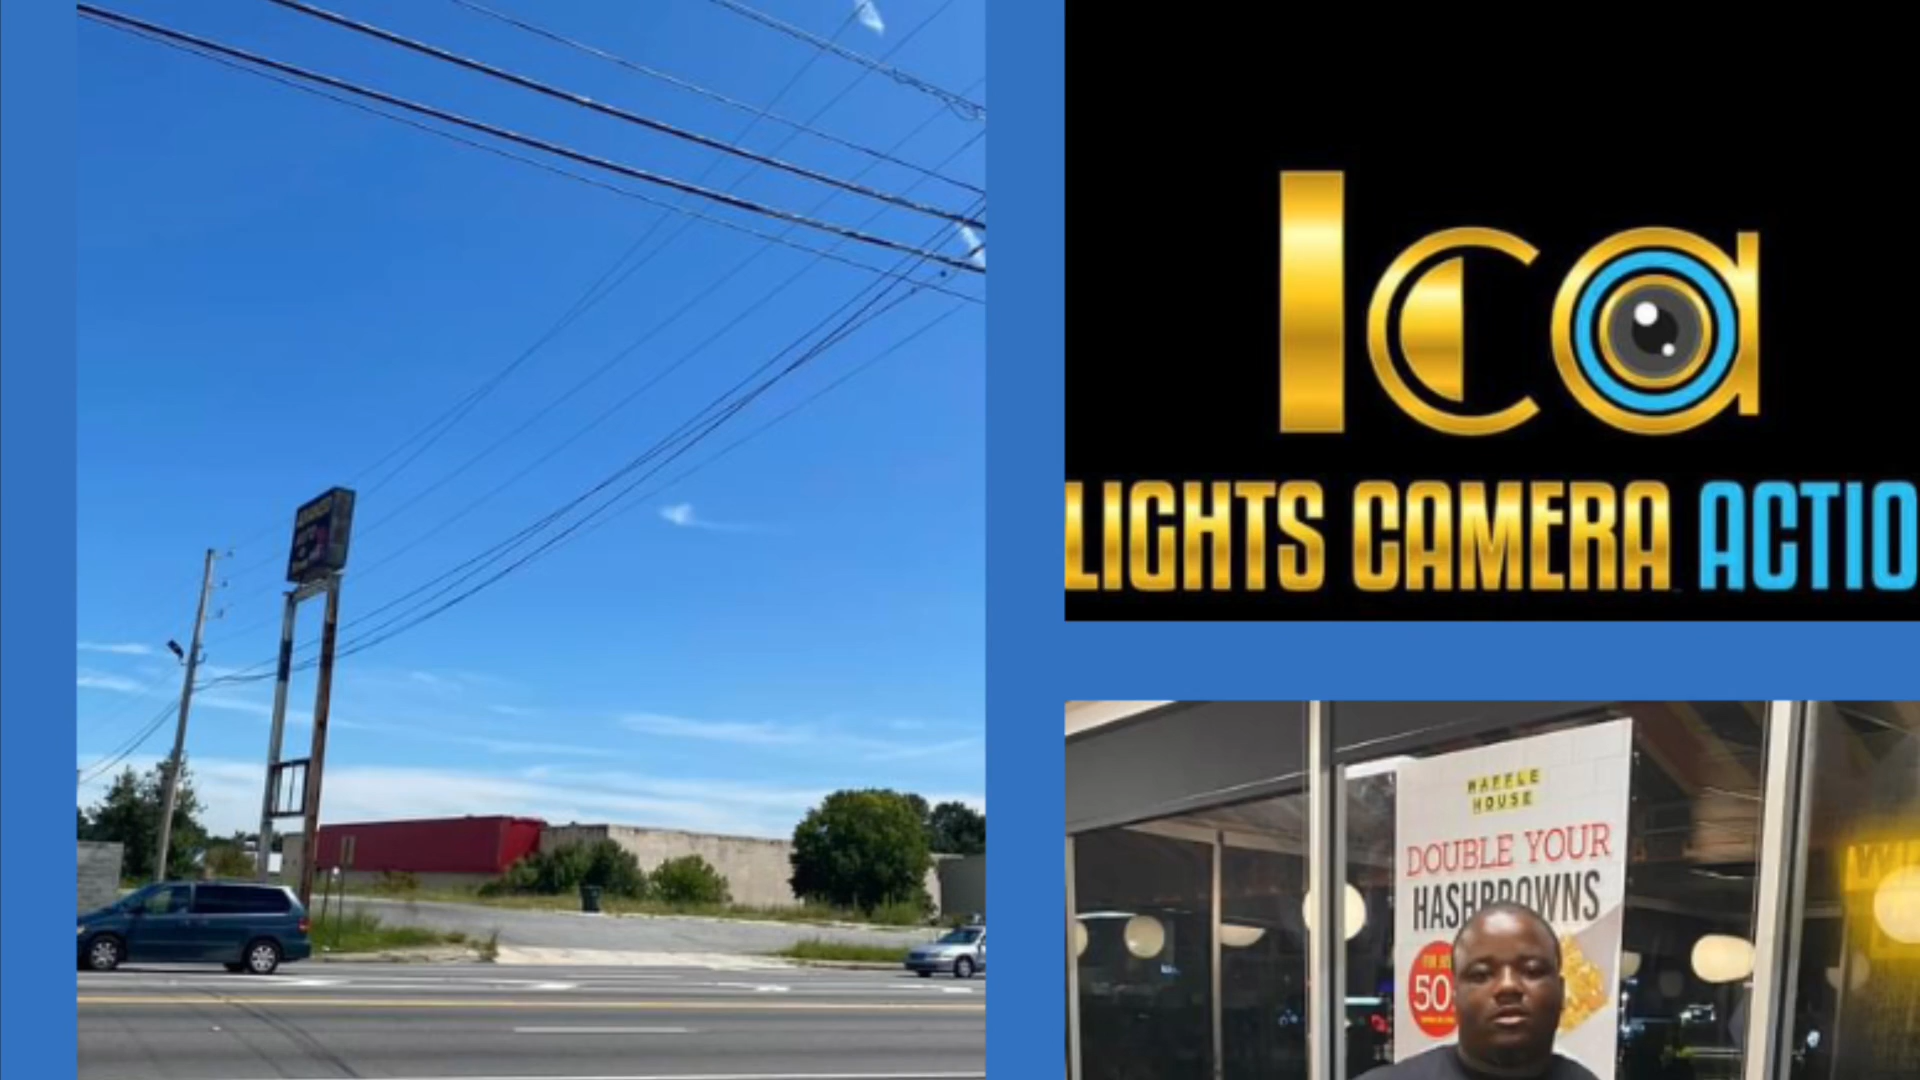 lca
LIGHTS CAMERA ACTIO
WAFFLE
HOUSE
DOUBLE YOUR
HASHBROWNS
50